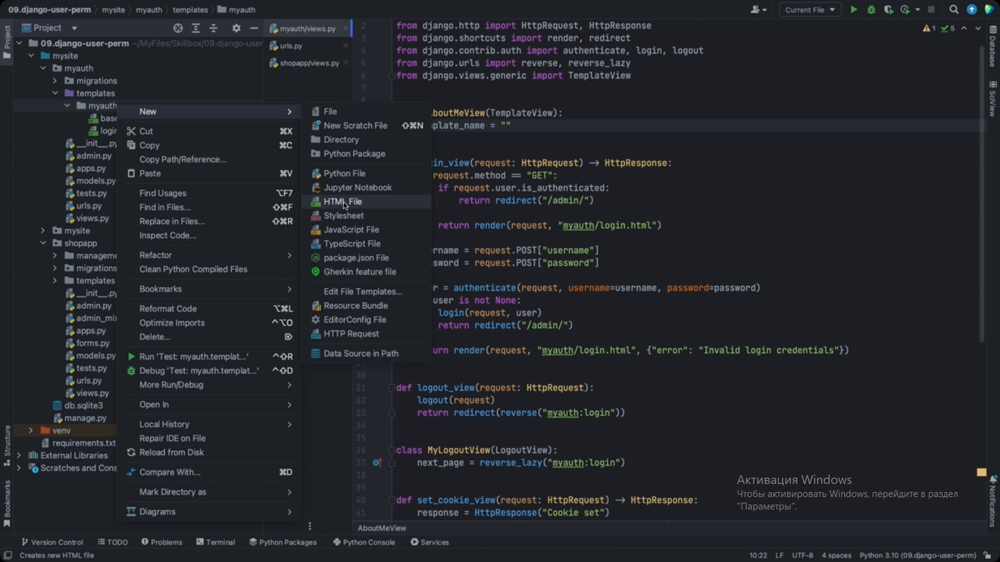 09.django-user-perm mysite myauth templates myauth
Current File
Project
myauth/views.py
urls.py
shopapp/views.py
Project
Structure
Bookmarks
09.django-user-perm ~/MyFiles/Skillbox/09.django-user
mysite
myauth
migrations
templates
myauth
base
login
__init__.py
admin.py
apps.py
models.py
tests.py
urls.py
views.py
mysite
shopapp
manageme
migrations
templates
__init__.py
admin.py
admin_mix
apps.py
forms.py
models.py
tests.py
urls.py
views.py
db.sqlite3
manage.py
venv
requirements.txt
External Libraries
Scratches and Cons
New
Cut ⌘X
Copy ⌘C
Copy Path/Reference...
Paste ⌘V
Find Usages ⌥F7
Find in Files... ⇧⌘F
Replace in Files... ⇧⌘R
Inspect Code...
Refactor
Clean Python Compiled Files
Bookmarks
Reformat Code ⌥⌘L
Optimize Imports ^⌥O
Delete... ⌦
Run 'Test: myauth.templat...' ^⇧R
Debug 'Test: myauth.templat...' ^⇧D
More Run/Debug
Open In
Local History
Repair IDE on File
Reload from Disk
Compare With... ⌘D
Mark Directory as
Diagrams
File
New Scratch File ⇧⌘N
Directory
Python Package
Python File
Jupyter Notebook
HTML File
Stylesheet
JavaScript File
TypeScript File
package.json File
Gherkin feature file
Edit File Templates...
Resource Bundle
EditorConfig File
HTTP Request
Data Source in Path
1 5
2 from django.http import HttpRequest, HttpResponse
3 from django.shortcuts import render, redirect
4 from django.contrib.auth import authenticate, login, logout
5 from django.urls import reverse, reverse_lazy
6 from django.views.generic import TemplateView
7
8
boutMeView(TemplateView):
plate_name = ""
in_view(request: HttpRequest) → HttpResponse:
request.method == "GET":
if request.user.is_authenticated:
return redirect("/admin/")
return render(request, "myauth/login.html")
rname = request.POST["username"]
sword = request.POST["password"]
r = authenticate(request, username=username, password=password)
user is not None:
login(request, user)
return redirect("/admin/")
urn render(request, "myauth/login.html", {"error": "Invalid login credentials"})
30
31 def logout_view(request: HttpRequest):
32 logout(request)
33 return redirect(reverse("myauth:login"))
34
35
36 class MyLogoutView(LogoutView):
37 next_page = reverse_lazy("myauth:login")
38
39
40 def set_cookie_view(request: HttpRequest) → HttpResponse:
41 response = HttpResponse("Cookie set")
AboutMeView
Активация Windows
Чтобы активировать Windows, перейдите в раздел
"Параметры".
Database
SciView
Notifications
Version Control TODO Problems Terminal Python Packages Python Console Services
Creates new HTML file 10:22 LF UTF-8 4 spaces Python 3.10 (09.django-user-perm)